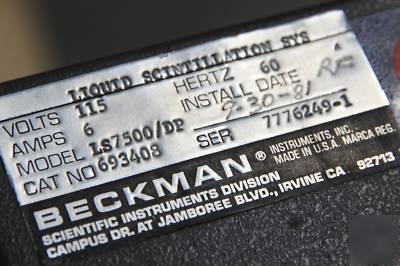 LIQUID SCINTILLATION SYS
VOLTS 115 HERTZ 60 A
AMPS 6 INSTALL DATE
MODEL LS7500/DP 9-30-81
CAT NO 693408 SER 7776249-1
BECKMAN® INSTRUMENTS, INC.
MADE IN U.S.A. MARCA REG.
SCIENTIFIC INSTRUMENTS DIVISION
CAMPUS DR. AT JAMBOREE BLVD., IRVINE CA 92713